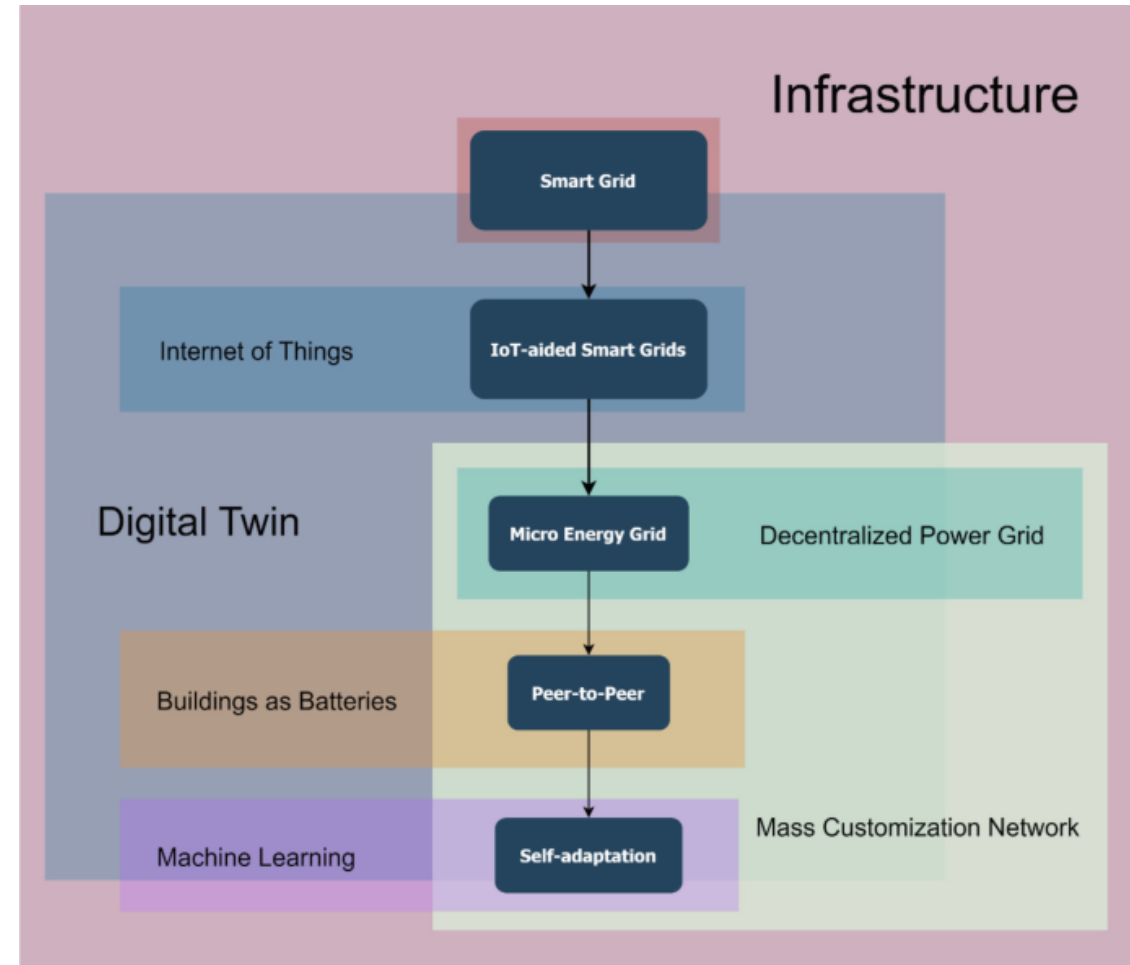 Infrastructure
Smart Grid
Internet of Things
IoT-aided Smart Grids
Digital Twin
Micro Energy Grid
Decentralized Power Grid
Buildings as Batteries
Peer-to-Peer
Mass Customization Network
Machine Learning
Self-adaptation